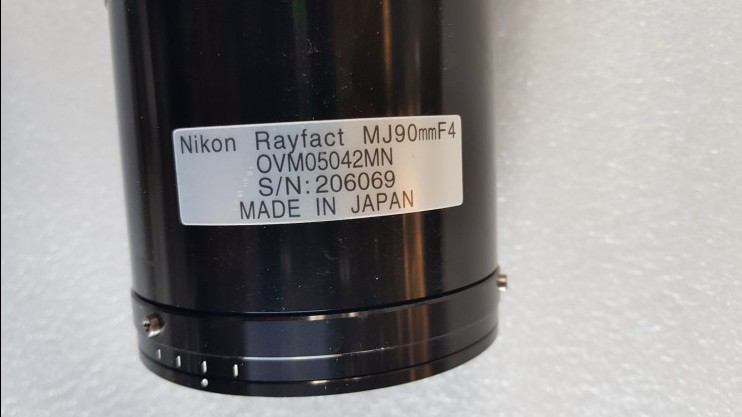 Nikon Rayfact MJ90mmF4
OVM05042MN
S/N:206069
MADE IN JAPAN